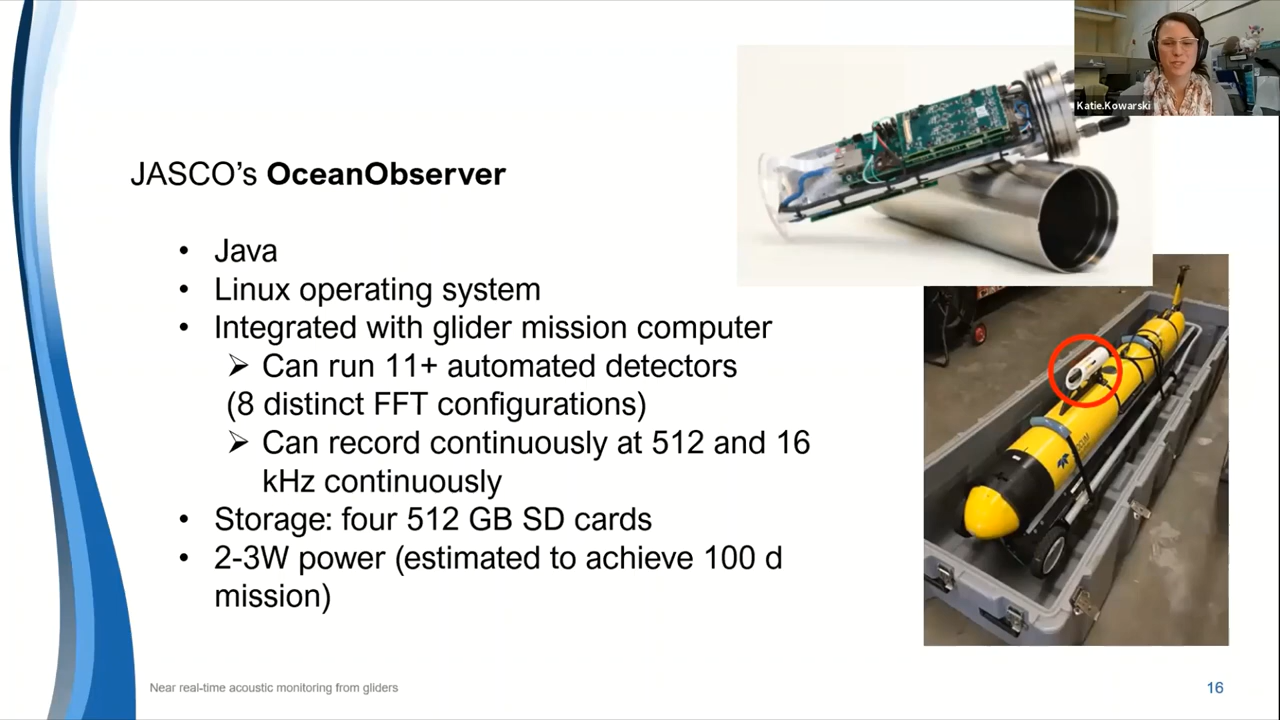 Katie.Kowarski
JASCO's OceanObserver
• Java
• Linux operating system
• Integrated with glider mission computer
➢ Can run 11+ automated detectors
(8 distinct FFT configurations)
➢ Can record continuously at 512 and 16
kHz continuously
• Storage: four 512 GB SD cards
• 2-3W power (estimated to achieve 100 d
mission)
Near real-time acoustic monitoring from gliders
16